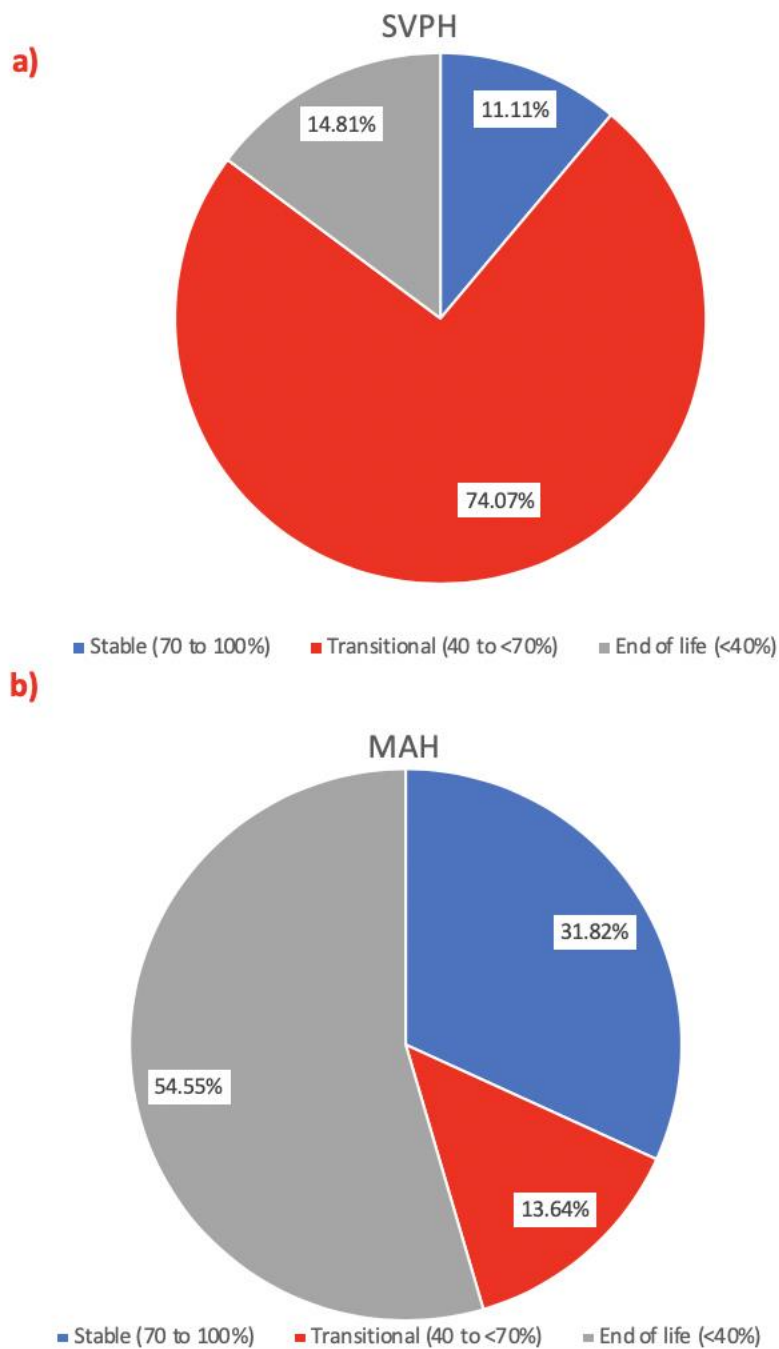 SVPH
a)
11.11%
14.81%
74.07%
Stable (70 to 100%) Transitional (40 to <70%) End of life (<40%)
b)
MAH
31.82%
54.55%
13.64%
Stable (70 to 100%) Transitional (40 to <70%) End of life (<40%)